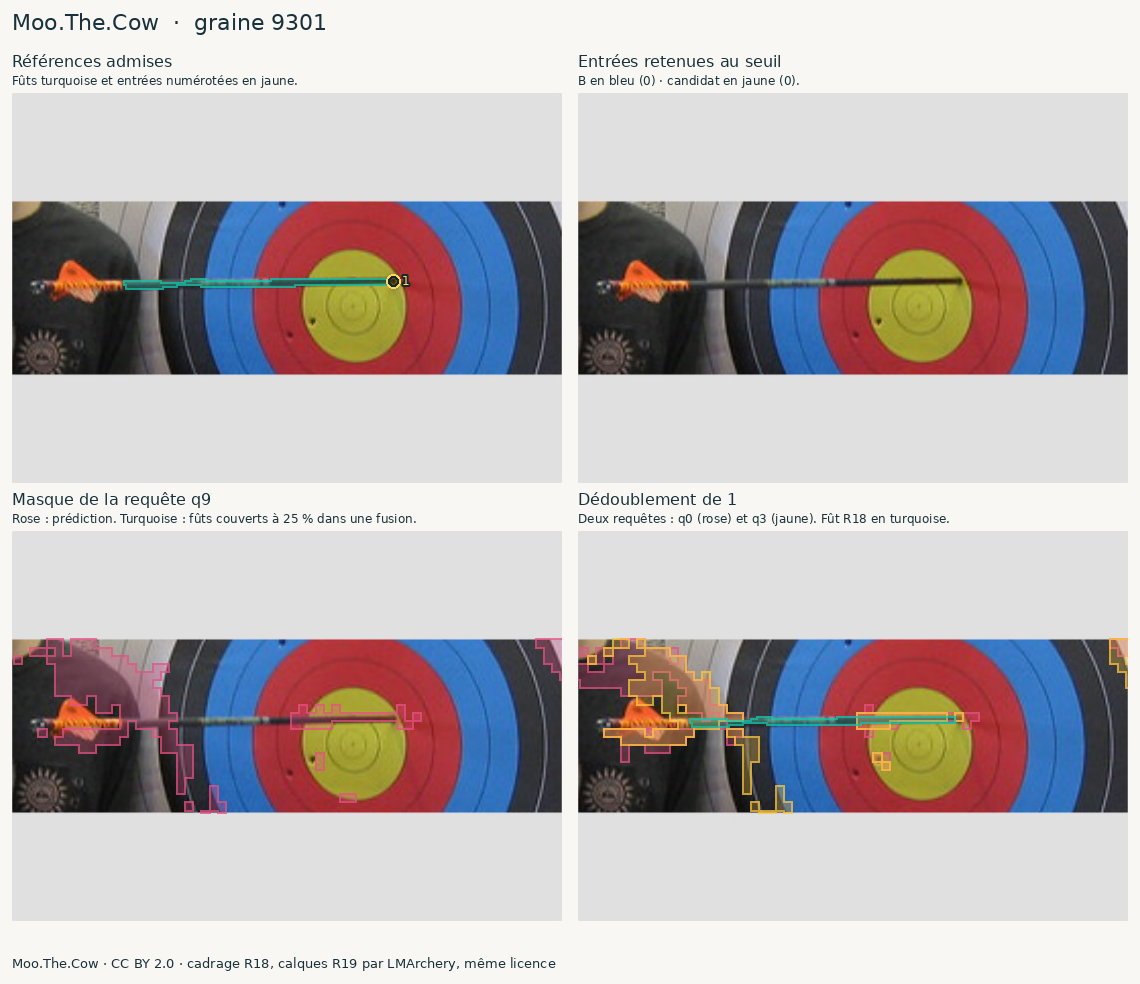 Moo.The.Cow · graine 9301
Références admises
Fûts turquoise et entrées numérotées en jaune.
Entrées retenues au seuil
B en bleu (0) · candidat en jaune (0).
1
Masque de la requête q9
Rose : prédiction. Turquoise : fûts couverts à 25 % dans une fusion.
Dédoublement de 1
Deux requêtes : q0 (rose) et q3 (jaune). Fût R18 en turquoise.
Moo.The.Cow · CC BY 2.0 · cadrage R18, calques R19 par LMArchery, même licence